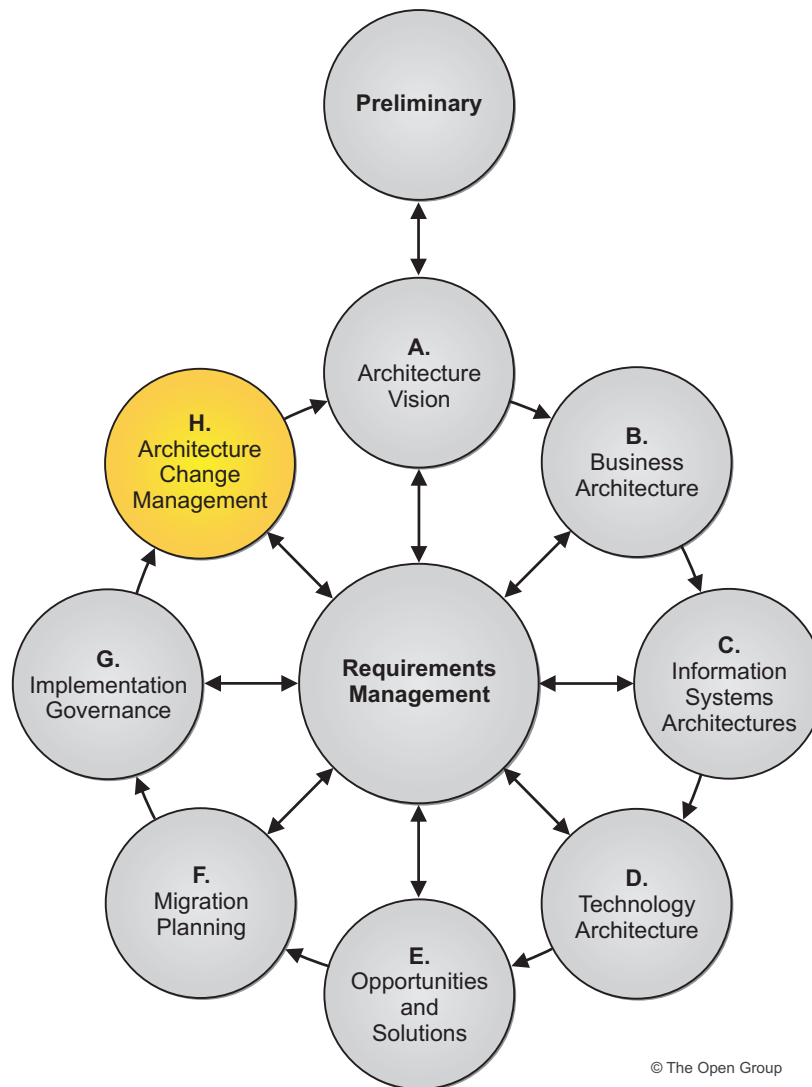 Preliminary
A.
Architecture
Vision
H.
Architecture
Change
Management
B.
Business
Architecture
Requirements
Management
C.
Information
Systems
Architectures
G.
Implementation
Governance
F.
Migration
Planning
D.
Technology
Architecture
E.
Opportunities
and
Solutions
© The Open Group